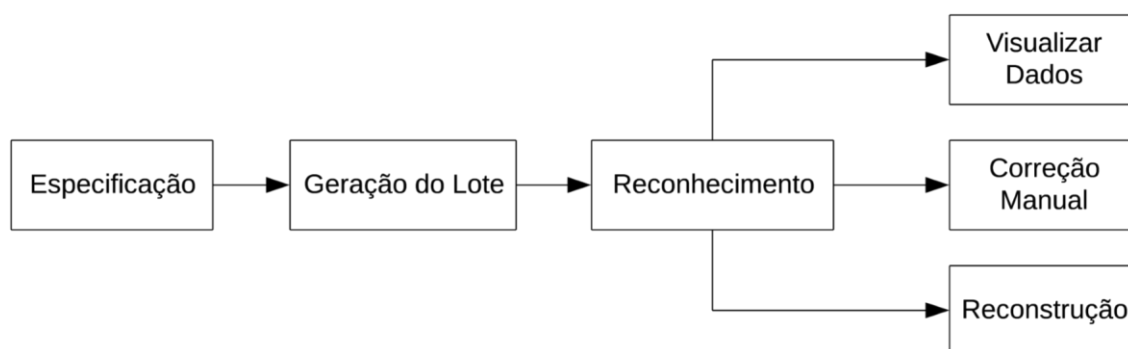 Especificação
Geração do Lote
Reconhecimento
Visualizar
Dados
Correção
Manual
Reconstrução